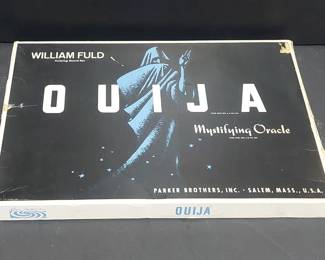 WILLIAM FULD
OUIJA
Mystifying Oracle
PARKER BROTHERS, INC. · SALEM, MASS., U.S.A.
OUIJA